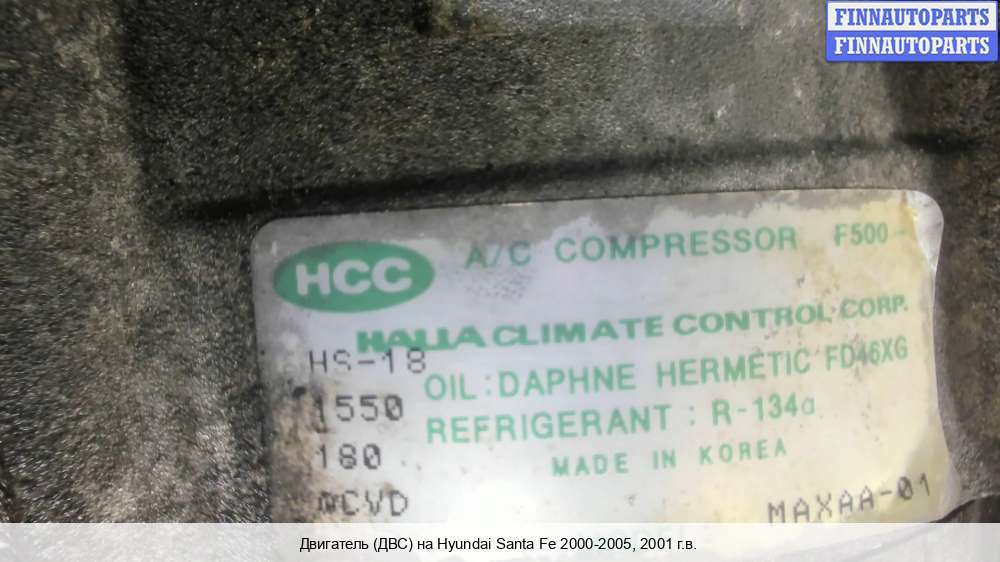 FINNAUTOPARTS
FINNAUTOPARTS
HCC A/C COMPRESSOR F500-
HALLA CLIMATE CONTROL CORP.
HS-18
OIL : DAPHNE HERMETIC FD46XG
1550
REFRIGERANT : R-134a
180
MADE IN KOREA
MAXAA-01
Двигатель (ДВС) на Hyundai Santa Fe 2000-2005, 2001 г.в.